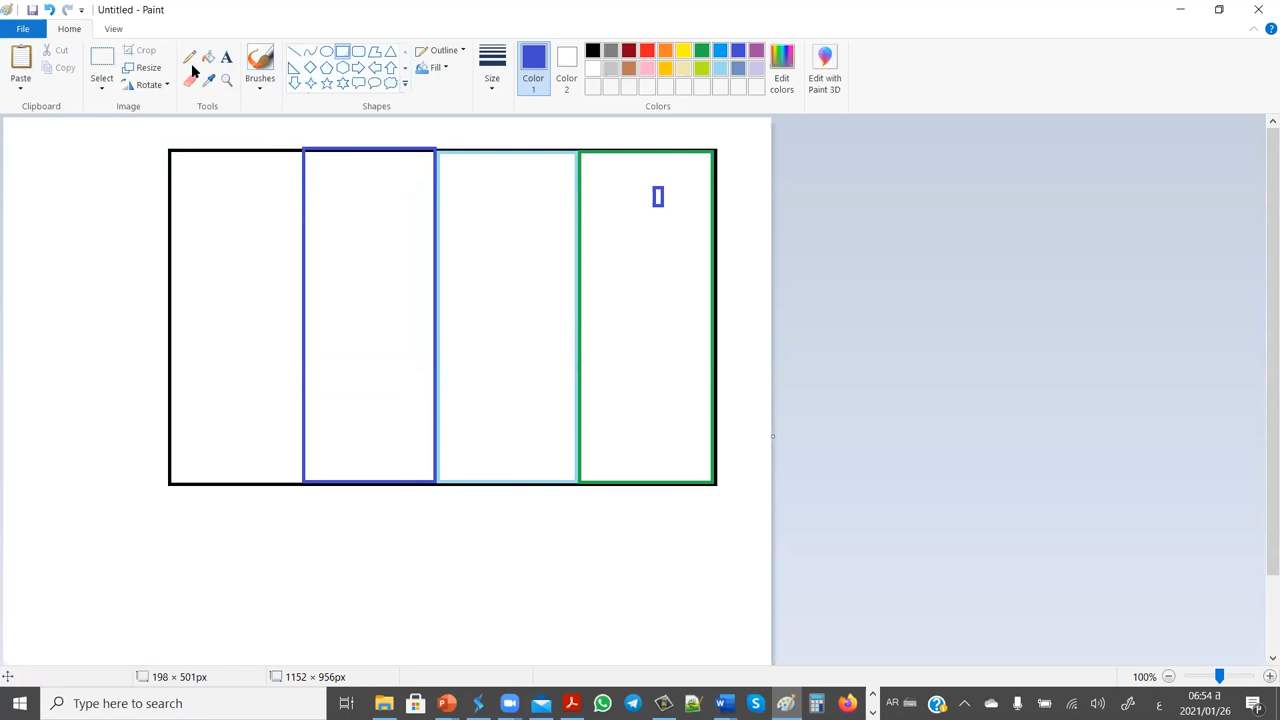 Untitled - Paint
File Home View
Paste
Cut
Copy
Clipboard
Select
Crop
Resize
Rotate
Image
Tools
Brushes
Shapes
Outline
Fill
Size
Color 1
Color 2
Edit colors
Colors
Edit with Paint 3D
198 × 501px
1152 × 956px
100%
Type here to search
AR
ع
06:54 م
2021/01/26